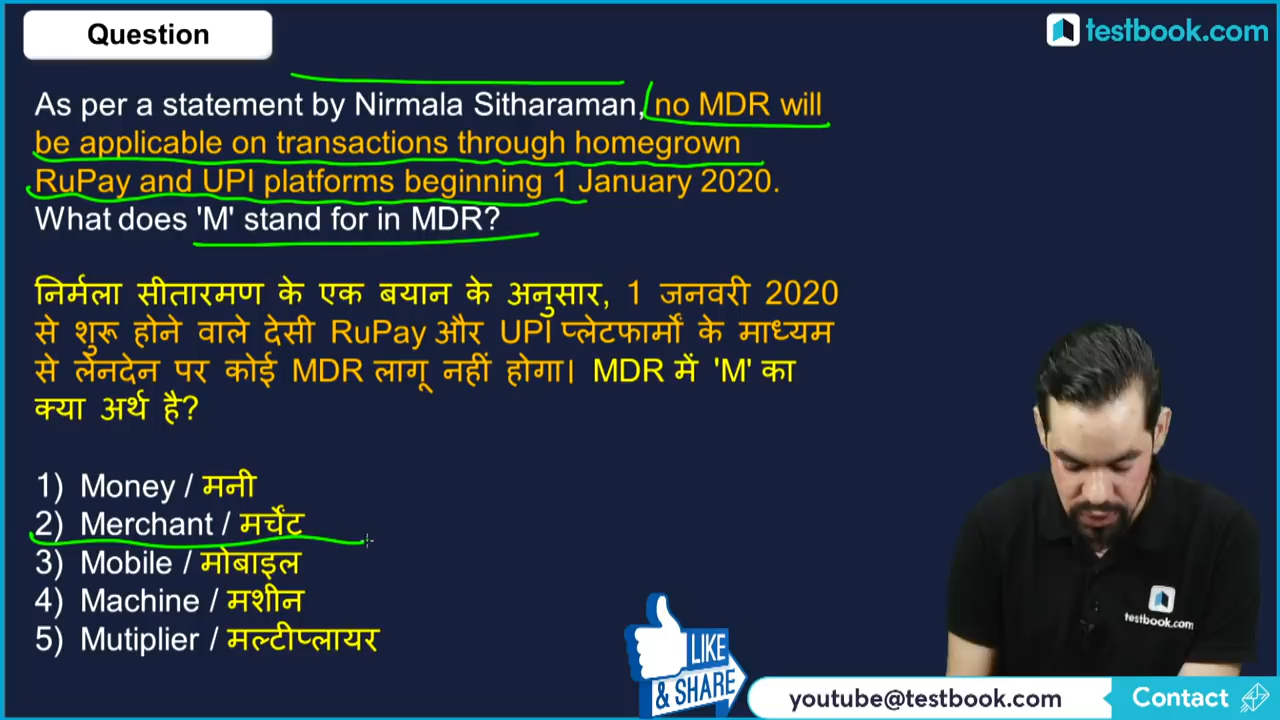 Question
testbook.com
As per a statement by Nirmala Sitharaman, no MDR will
be applicable on transactions through homegrown
RuPay and UPI platforms beginning 1 January 2020.
What does 'M' stand for in MDR?
निर्मला सीतारमण के एक बयान के अनुसार, 1 जनवरी 2020
से शुरू होने वाले देसी RuPay और UPI प्लेटफार्मों के माध्यम
से लेनदेन पर कोई MDR लागू नहीं होगा। MDR में 'M' का
क्या अर्थ है?
1) Money / मनी
2) Merchant / मर्चेंट
3) Mobile / मोबाइल
4) Machine / मशीन
5) Mutiplier / मल्टीप्लायर
testbook.com
LIKE
& SHARE
youtube@testbook.com
Contact